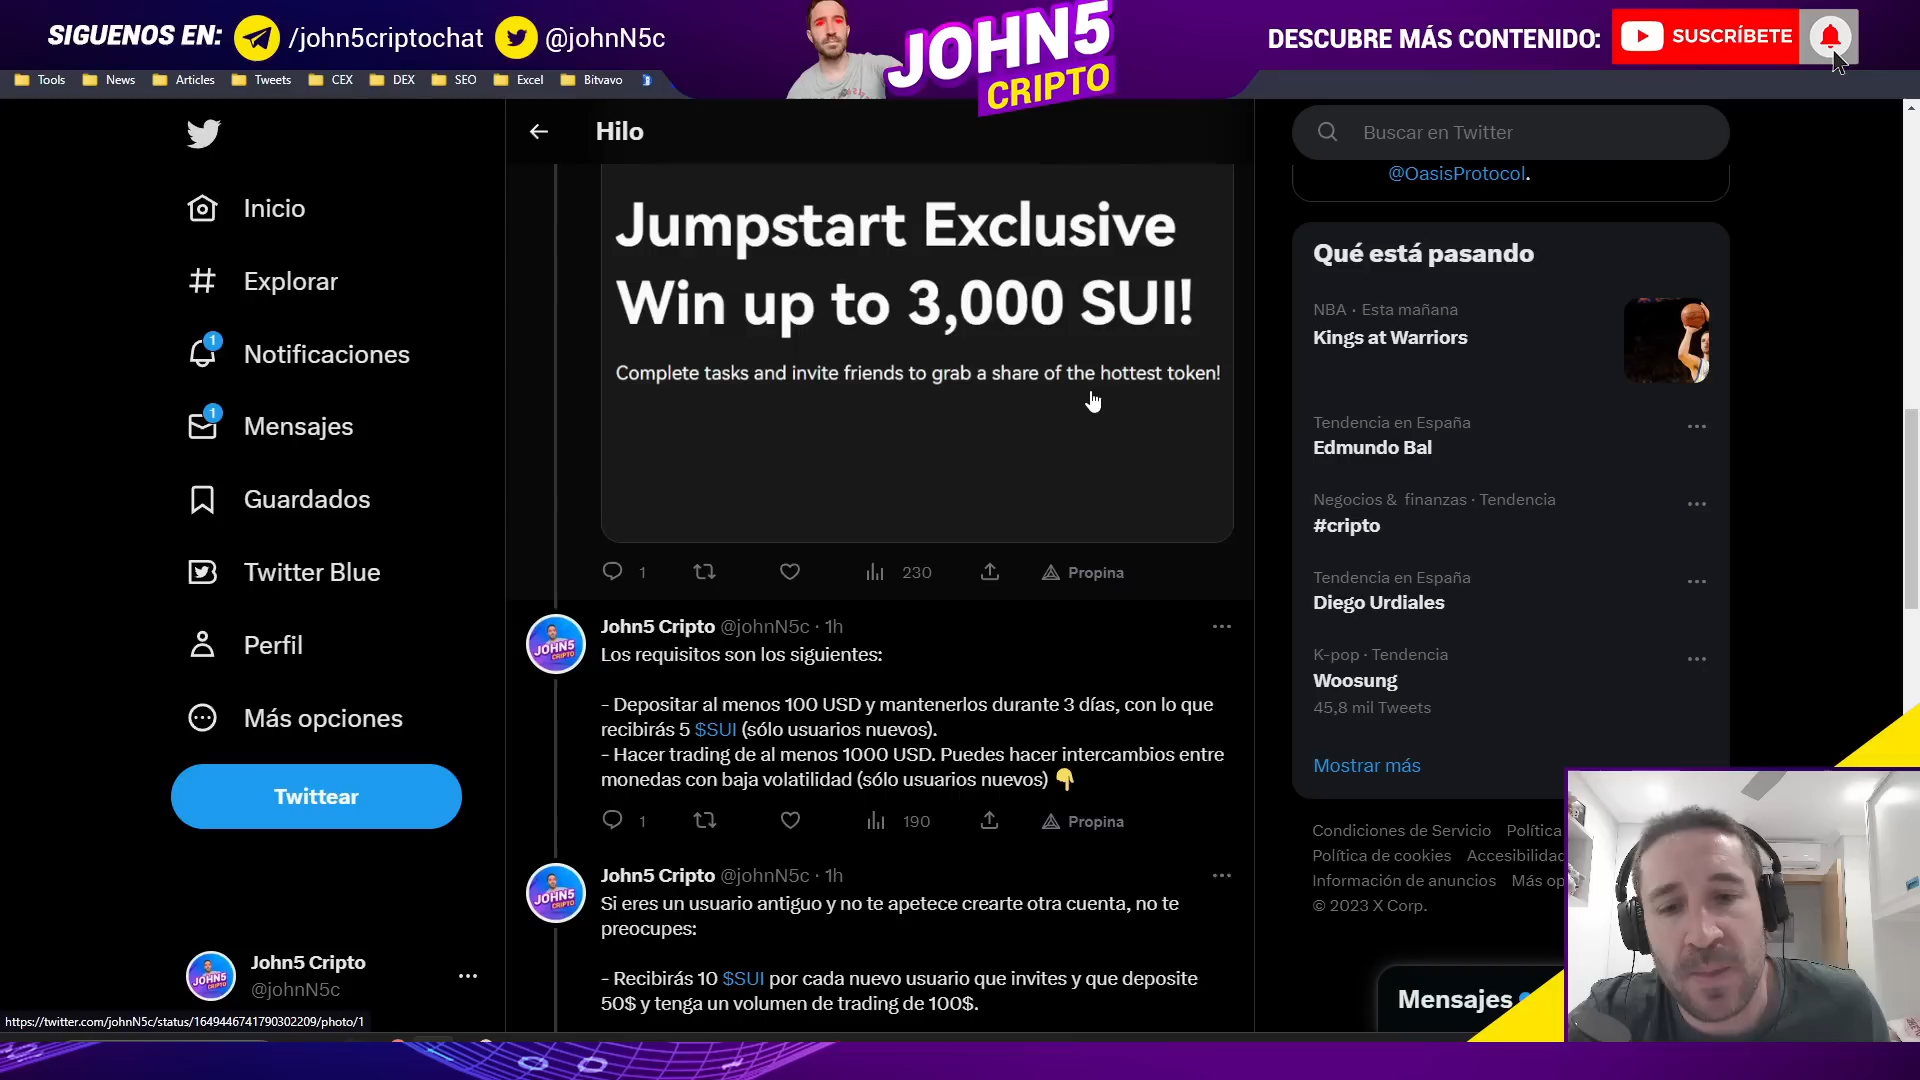 SIGUENOS EN:
/john5criptochat
@johnN5c
JOHN5
CRIPTO
DESCUBRE MÁS CONTENIDO:
SUSCRÍBETE
Tools
News
Articles
Tweets
CEX
DEX
SEO
Excel
Bitvavo
Inicio
Explorar
1
Notificaciones
1
Mensajes
Guardados
Twitter Blue
Perfil
Más opciones
Twittear
John5 Cripto
@johnN5c
https://twitter.com/johnN5c/status/1649446741790302209/photo/1
Hilo
Jumpstart Exclusive
Win up to 3,000 SUI!
Complete tasks and invite friends to grab a share of the hottest token!
1
230
Propina
John5 Cripto @johnN5c · 1h
Los requisitos son los siguientes:
- Depositar al menos 100 USD y mantenerlos durante 3 días, con lo que
recibirás 5 $SUI (sólo usuarios nuevos).
- Hacer trading de al menos 1000 USD. Puedes hacer intercambios entre
monedas con baja volatilidad (sólo usuarios nuevos) 👇
1
190
Propina
John5 Cripto @johnN5c · 1h
Si eres un usuario antiguo y no te apetece crearte otra cuenta, no te
preocupes:
- Recibirás 10 $SUI por cada nuevo usuario que invites y que deposite
50$ y tenga un volumen de trading de 100$.
Buscar en Twitter
@OasisProtocol.
Qué está pasando
NBA · Esta mañana
Kings at Warriors
Tendencia en España
Edmundo Bal
Negocios & finanzas · Tendencia
#cripto
Tendencia en España
Diego Urdiales
K-pop · Tendencia
Woosung
45,8 mil Tweets
Mostrar más
Condiciones de Servicio Política
Política de cookies Accesibilidad
Información de anuncios Más op
© 2023 X Corp.
Mensajes
JOHN5
JOHN5
JOHN5